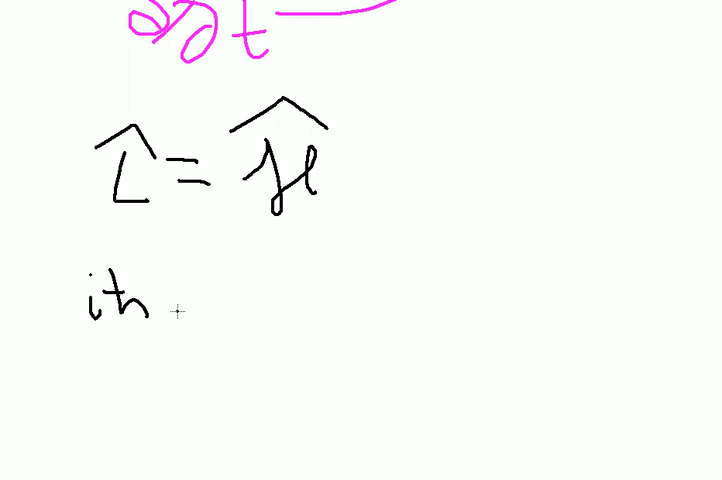 ∂/∂t
L̂ = Ĥ
iħ